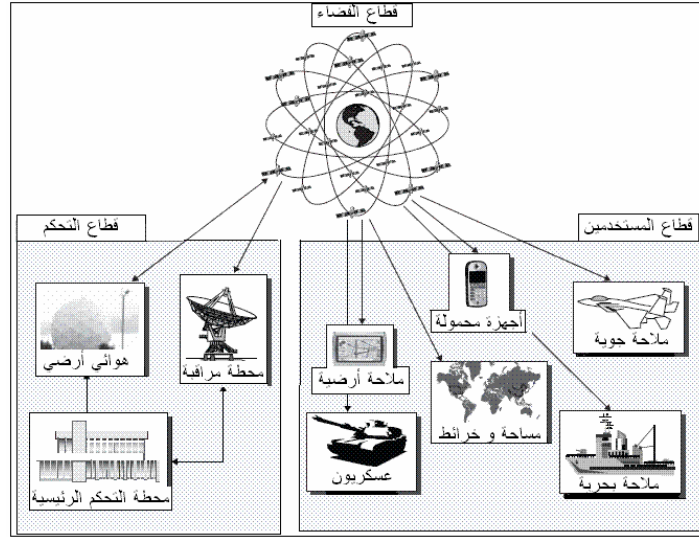 قطاع الفضاء
قطاع المستخدمين
قطاع التحكم
أجهزة محمولة
ملاحة جوية
ملاحة أرضية
محطة مراقبة
هوائي أرضي
مساحة و خرائط
عسكريون
ملاحة بحرية
محطة التحكم الرئيسية